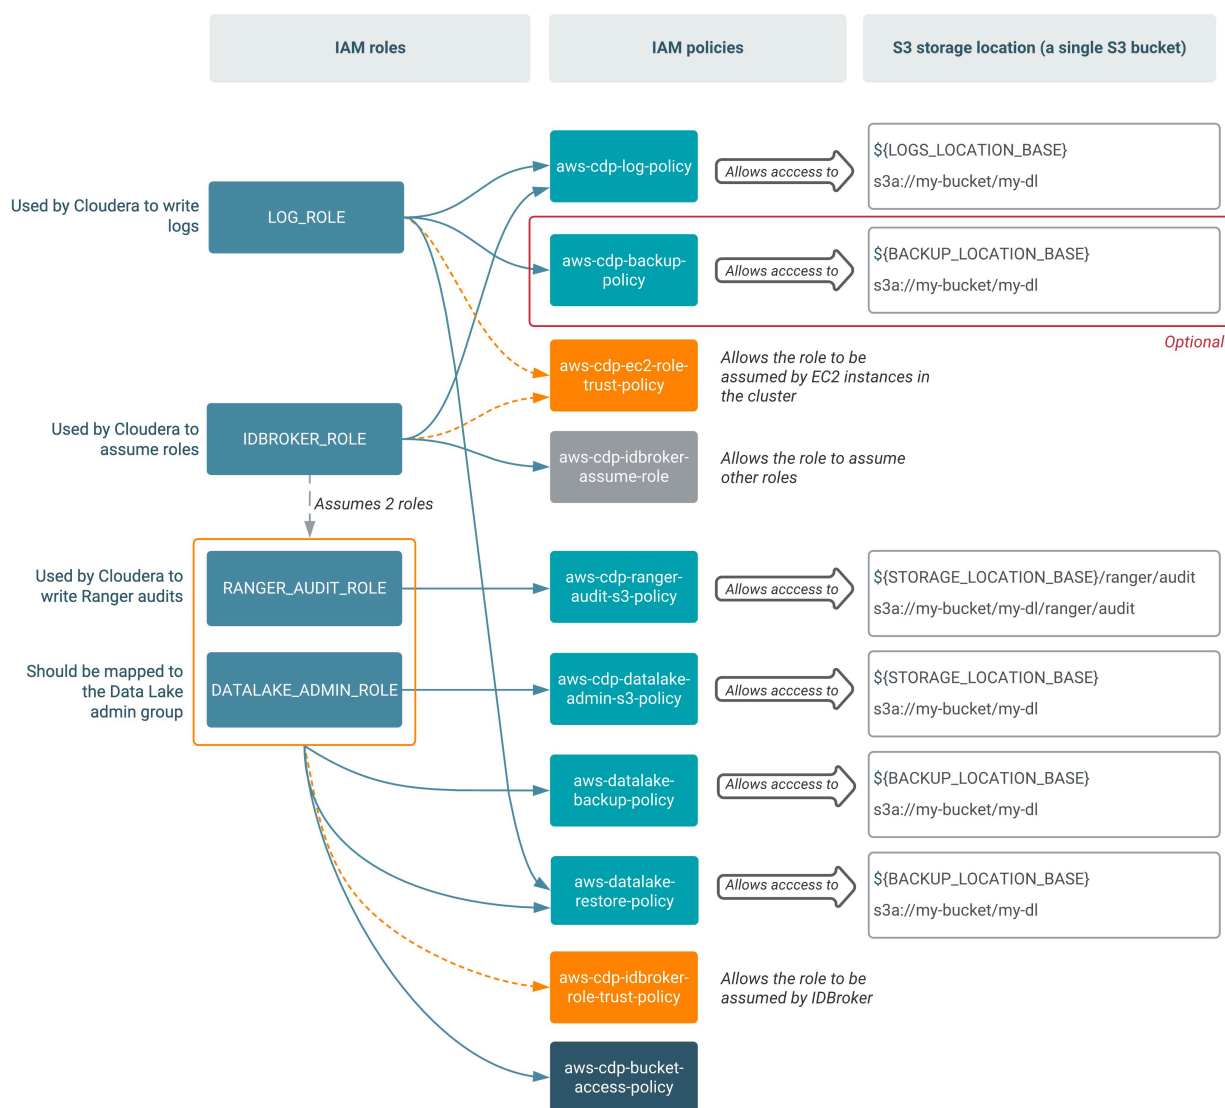 IAM roles
IAM policies
S3 storage location (a single S3 bucket)
Used by Cloudera to write
logs
LOG_ROLE
aws-cdp-log-policy
Allows acccess to
${LOGS_LOCATION_BASE}
s3a://my-bucket/my-dl
aws-cdp-backup-
policy
Allows acccess to
${BACKUP_LOCATION_BASE}
s3a://my-bucket/my-dl
Optional
aws-cdp-ec2-role-
trust-policy
Allows the role to be
assumed by EC2 instances in
the cluster
Used by Cloudera to
assume roles
IDBROKER_ROLE
aws-cdp-idbroker-
assume-role
Allows the role to assume
other roles
Assumes 2 roles
Used by Cloudera to
write Ranger audits
RANGER_AUDIT_ROLE
aws-cdp-ranger-
audit-s3-policy
Allows acccess to
${STORAGE_LOCATION_BASE}/ranger/audit
s3a://my-bucket/my-dl/ranger/audit
Should be mapped to
the Data Lake
admin group
DATALAKE_ADMIN_ROLE
aws-cdp-datalake-
admin-s3-policy
Allows acccess to
${STORAGE_LOCATION_BASE}
s3a://my-bucket/my-dl
aws-datalake-
backup-policy
Allows acccess to
${BACKUP_LOCATION_BASE}
s3a://my-bucket/my-dl
aws-datalake-
restore-policy
Allows acccess to
${BACKUP_LOCATION_BASE}
s3a://my-bucket/my-dl
aws-cdp-idbroker-
role-trust-policy
Allows the role to be
assumed by IDBroker
aws-cdp-bucket-
access-policy